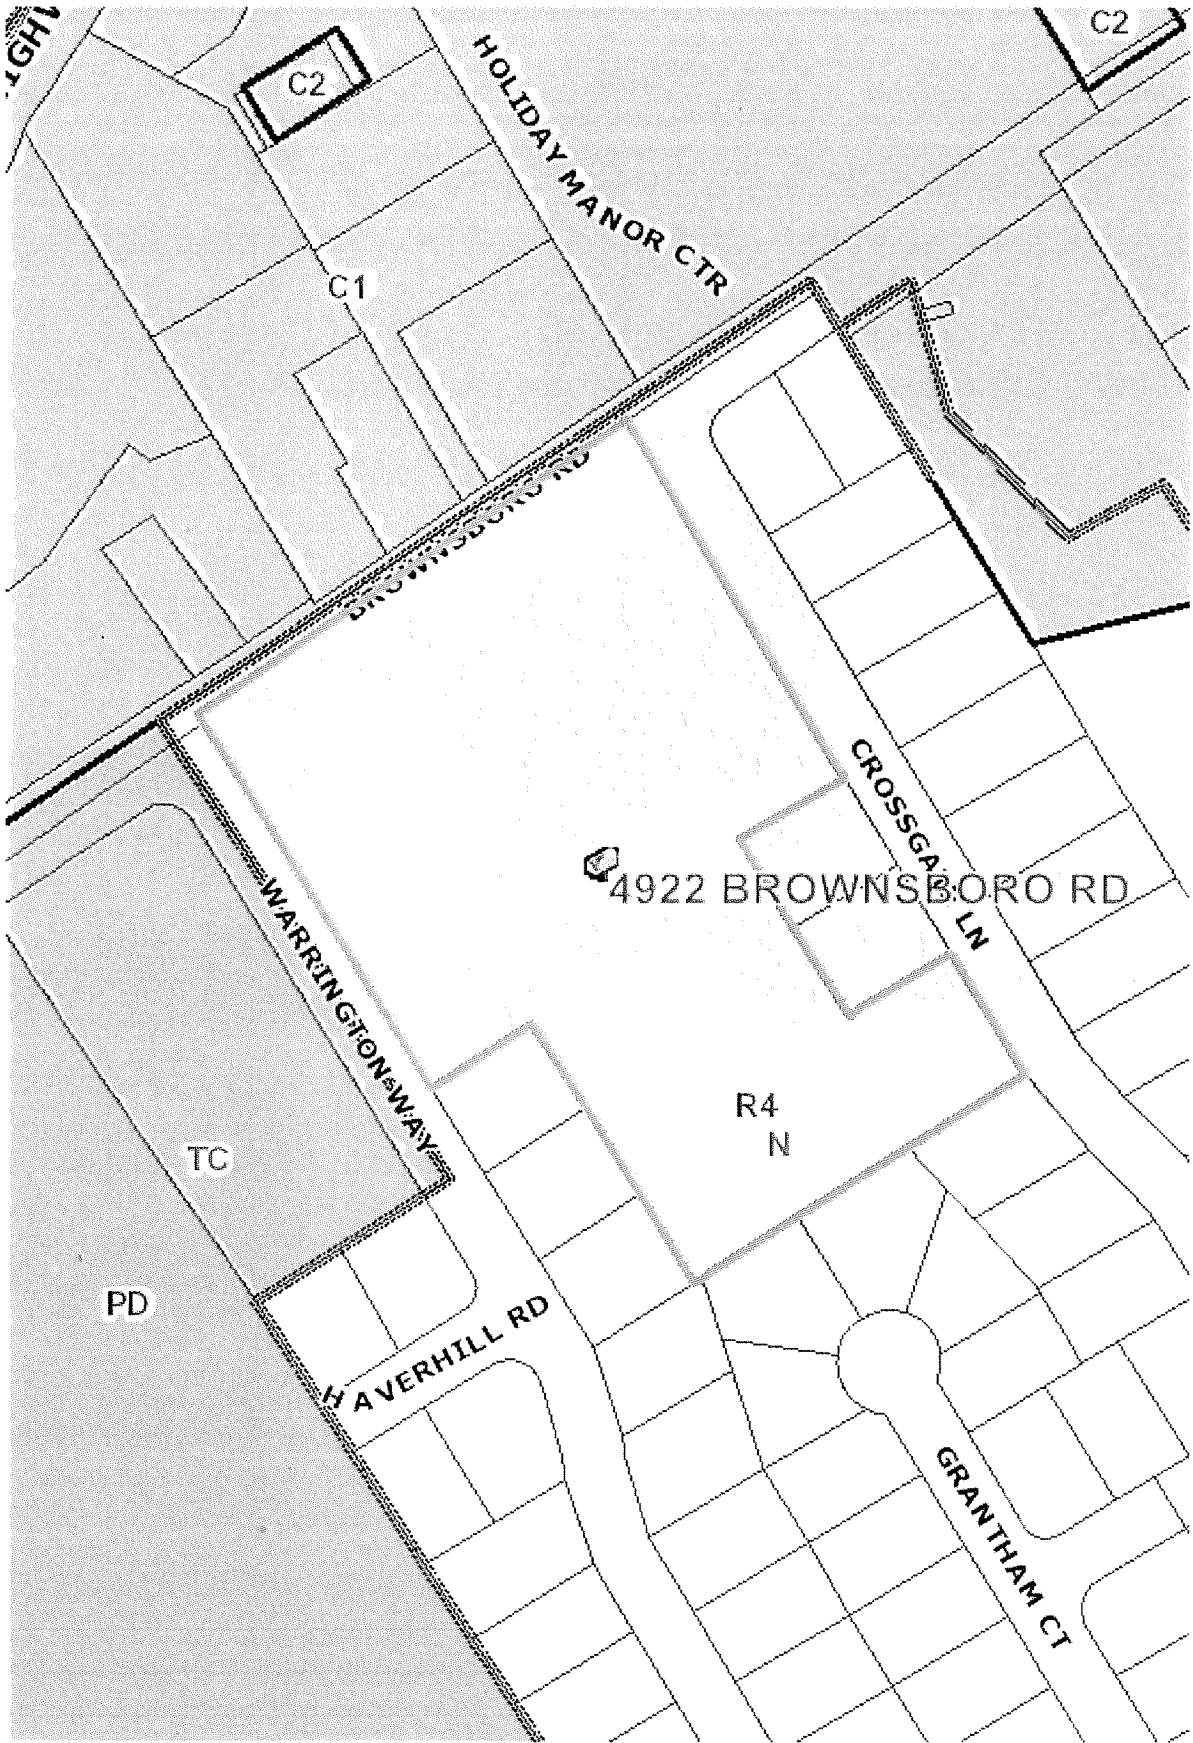 C2
C2
HOLIDAY MANOR CTR
C1
BROWNSBORO RD
CROSSGATE LN
4922 BROWNSBORO RD
WARRINGTON WAY
R4
N
TC
PD
HAVERHILL RD
GRANTHAM CT